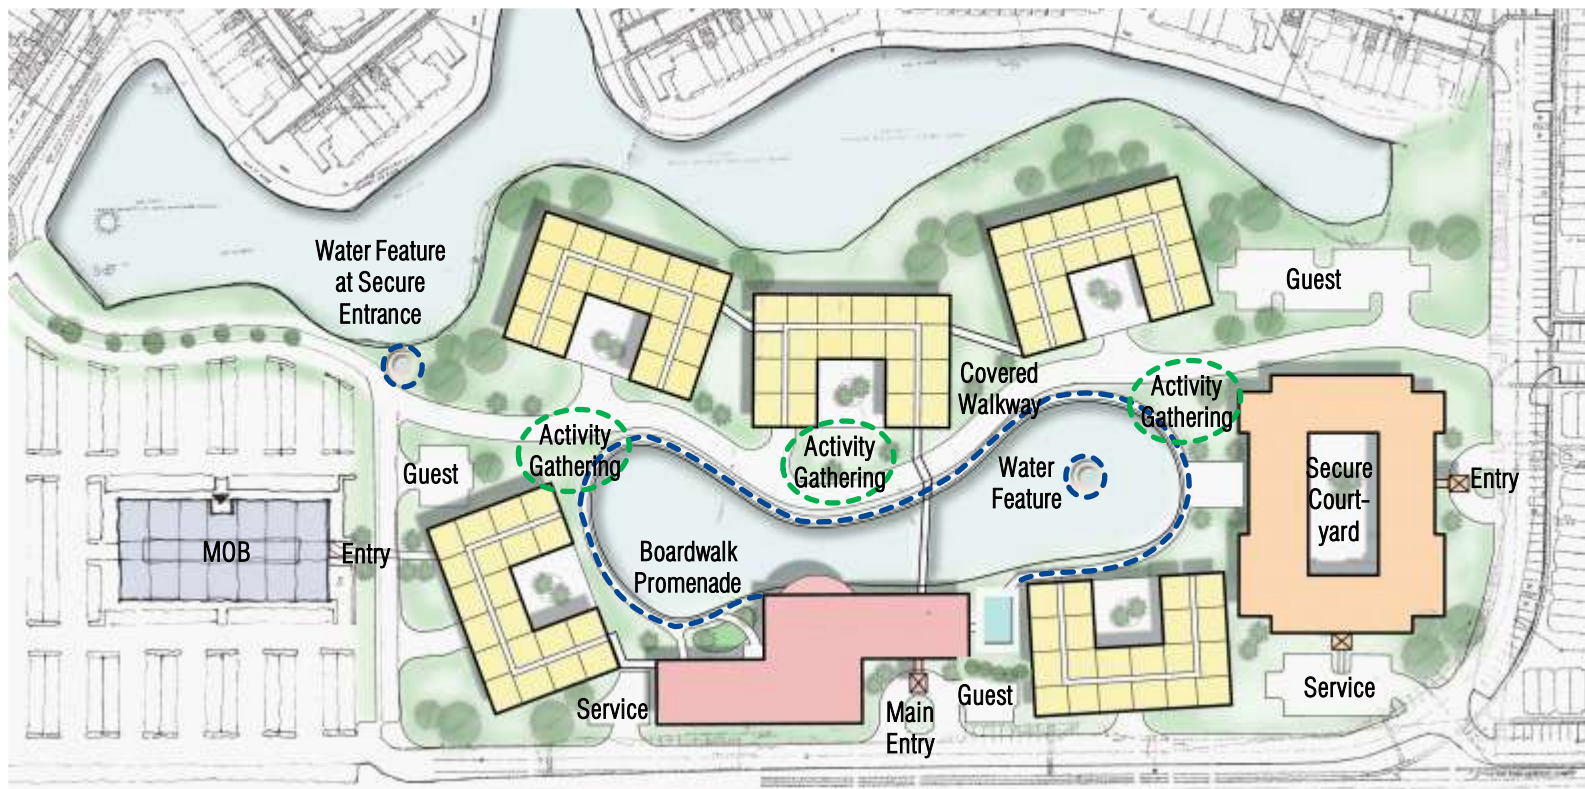 Water Feature
at Secure
Entrance
Guest
Covered
Walkway
Activity
Gathering
Activity
Gathering
Activity
Gathering
Guest
Water
Feature
Secure
Court-
yard
Entry
MOB
Entry
Boardwalk
Promenade
Service
Main
Entry
Guest
Service